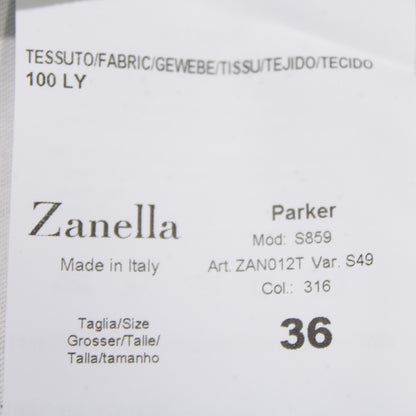 TESSUTO/FABRIC/GEWEBE/TISSU/TEJIDO/TECIDO
100 LY
Zanella
Made in Italy
Parker
Mod: S859
Art. ZAN012T Var. S49
Col.: 316
Taglia/Size
Grosser/Talle/
Talla/tamanho
36